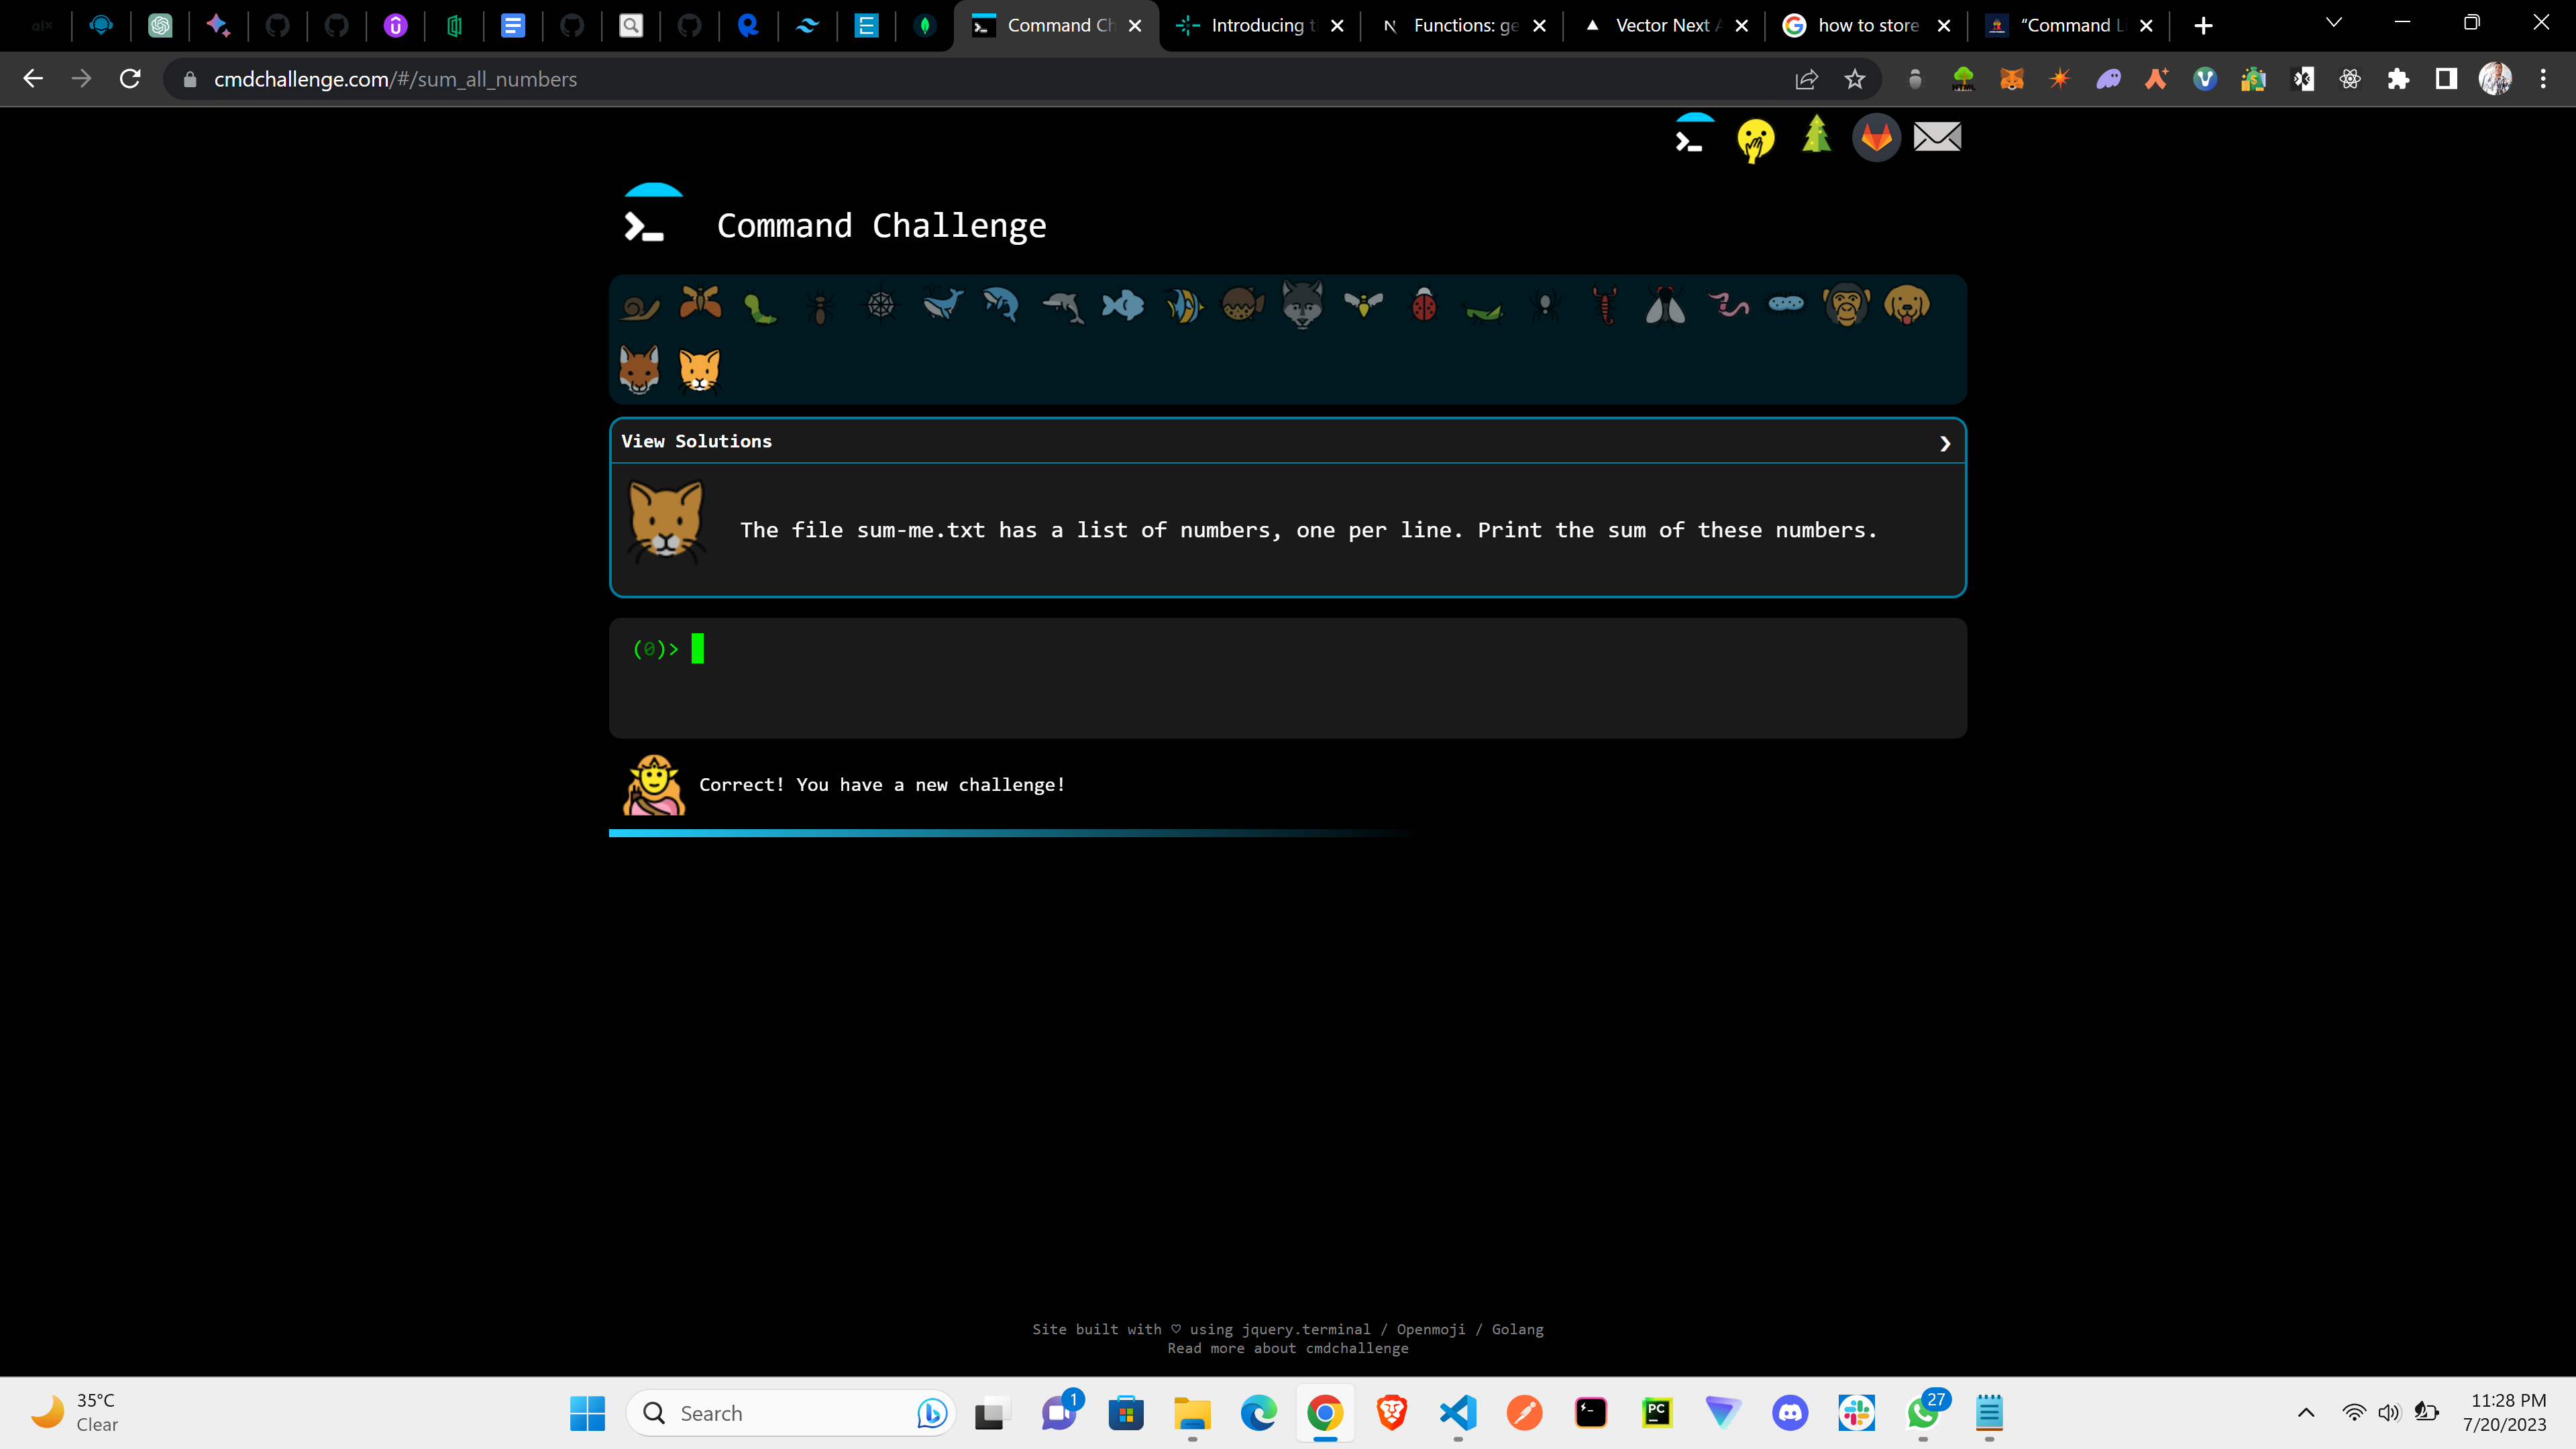 Command Ch
Introducing t
Functions: ge
Vector Next A
how to store
“Command Li
cmdchallenge.com/#/sum_all_numbers
Command Challenge
View Solutions
The file sum-me.txt has a list of numbers, one per line. Print the sum of these numbers.
(0)>
Correct! You have a new challenge!
Site built with ♡ using jquery.terminal / Openmoji / Golang
Read more about cmdchallenge
35°C
Clear
Search
1
27
11:28 PM
7/20/2023